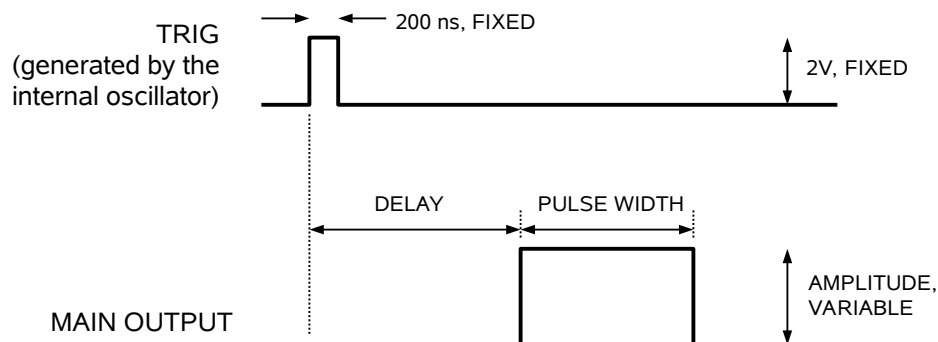 200 ns, FIXED
TRIG
(generated by the
internal oscillator)
2V, FIXED
DELAY
PULSE WIDTH
AMPLITUDE,
VARIABLE
MAIN OUTPUT